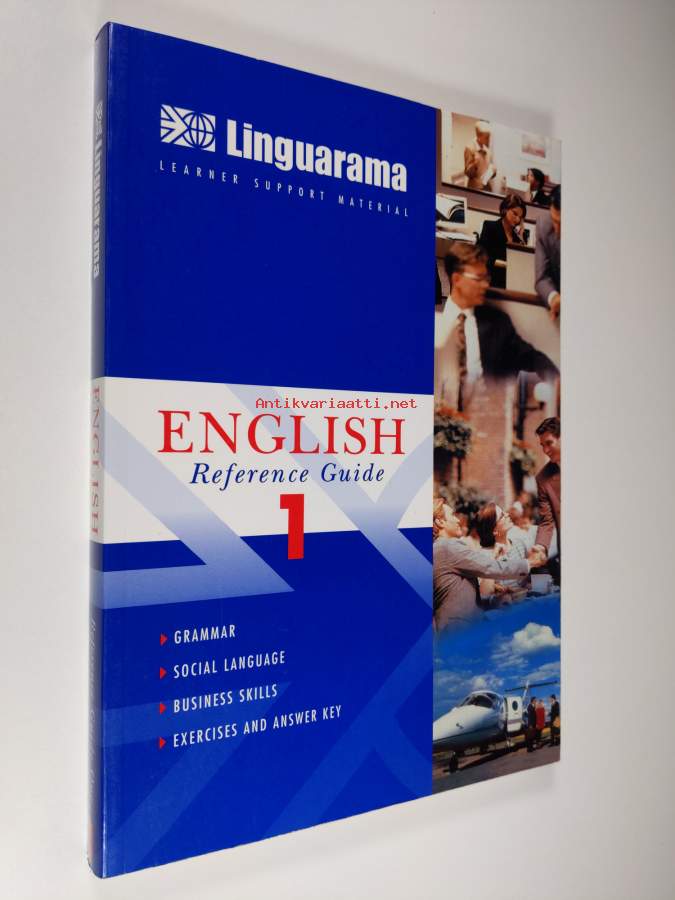 Linguarama
LEARNER SUPPORT MATERIAL
Antikvariaatti.net
ENGLISH
Reference Guide
1
GRAMMAR
SOCIAL LANGUAGE
BUSINESS SKILLS
EXERCISES AND ANSWER KEY
Linguarama
ENGLISH